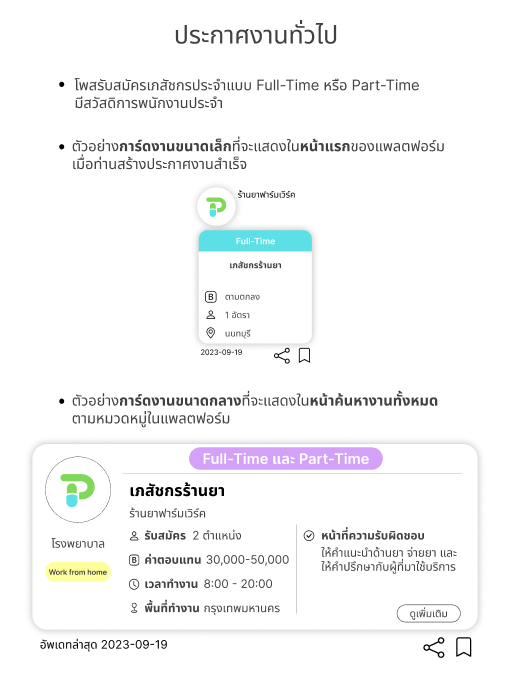 ประกาศงานทั่วไป
โพสรับสมัครเภสัชกรประจำแบบ Full-Time หรือ Part-Time
มีสวัสดิการพนักงานประจำ
ตัวอย่างการ์ดงานขนาดเล็กที่จะแสดงในหน้าแรกของแพลตฟอร์ม
เมื่อท่านสร้างประกาศงานสำเร็จ
ร้านยาฟาร์มเวิร์ค
Full-Time
เภสัชกรร้านยา
B ตามตกลง
1 อัตรา
นนทบุรี
2023-09-19
ตัวอย่างการ์ดงานขนาดกลางที่จะแสดงในหน้าค้นหางานทั้งหมด
ตามหมวดหมู่ในแพลตฟอร์ม
Full-Time และ Part-Time
โรงพยาบาล
Work from home
เภสัชกรร้านยา
ร้านยาฟาร์มเวิร์ค
รับสมัคร 2 ตำแหน่ง
B ค่าตอบแทน 30,000-50,000
เวลาทำงาน 8:00 - 20:00
พื้นที่ทำงาน กรุงเทพมหานคร
หน้าที่ความรับผิดชอบ
ให้คำแนะนำด้านยา จ่ายยา และ
ให้คำปรึกษากับผู้ที่มาใช้บริการ
ดูเพิ่มเติม
อัพเดทล่าสุด 2023-09-19